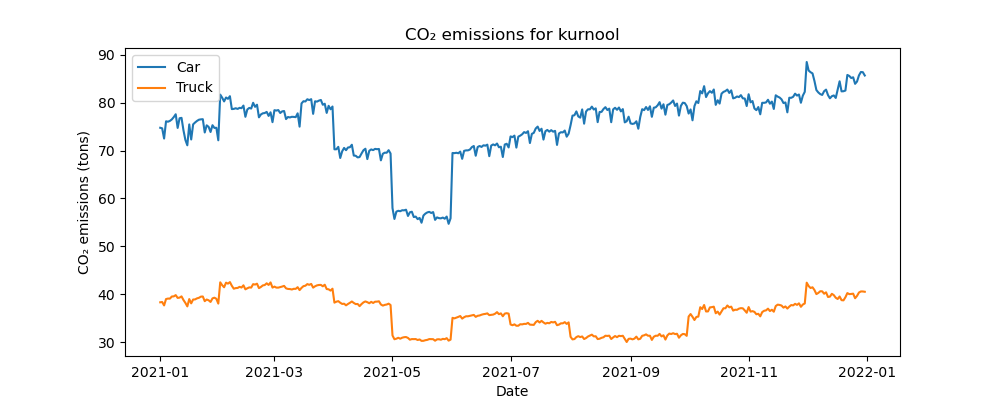 CO₂ emissions for kurnool
90
80
70
60
50
40
30
CO₂ emissions (tons)
Car
Truck
2021-01
2021-03
2021-05
2021-07
2021-09
2021-11
2022-01
Date